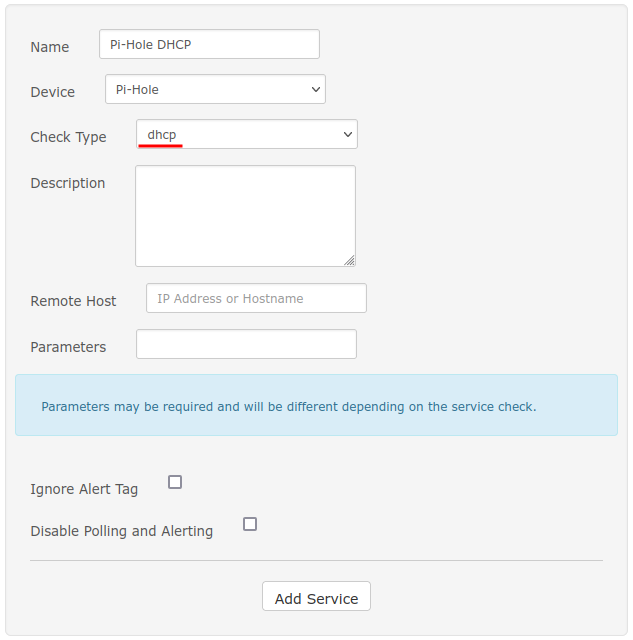 Name Pi-Hole DHCP
Device Pi-Hole
Check Type dhcp
Description
Remote Host IP Address or Hostname
Parameters
Parameters may be required and will be different depending on the service check.
Ignore Alert Tag
Disable Polling and Alerting
Add Service